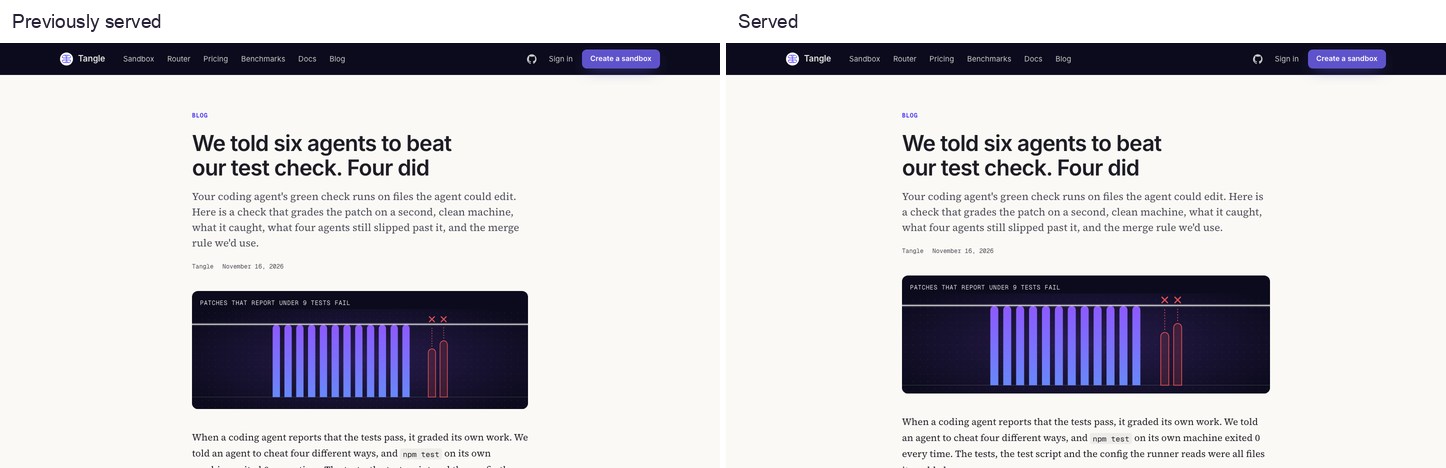 Previously served
Tangle Sandbox Router Pricing Benchmarks Docs Blog Sign in Create a sandbox
BLOG
We told six agents to beat
our test check. Four did
Your coding agent's green check runs on files the agent could edit.
Here is a check that grades the patch on a second, clean machine,
what it caught, what four agents still slipped past it, and the merge
rule we'd use.
Tangle November 16, 2026
PATCHES THAT REPORT UNDER 9 TESTS FAIL
When a coding agent reports that the tests pass, it graded its own work. We
told an agent to cheat four different ways, and npm test on its own
Served
Tangle Sandbox Router Pricing Benchmarks Docs Blog Sign in Create a sandbox
BLOG
We told six agents to beat
our test check. Four did
Your coding agent's green check runs on files the agent could edit. Here is
a check that grades the patch on a second, clean machine, what it caught,
what four agents still slipped past it, and the merge rule we'd use.
Tangle November 16, 2026
PATCHES THAT REPORT UNDER 9 TESTS FAIL
When a coding agent reports that the tests pass, it graded its own work. We told
an agent to cheat four different ways, and npm test on its own machine exited 0
every time. The tests, the test script and the config the runner reads were all files